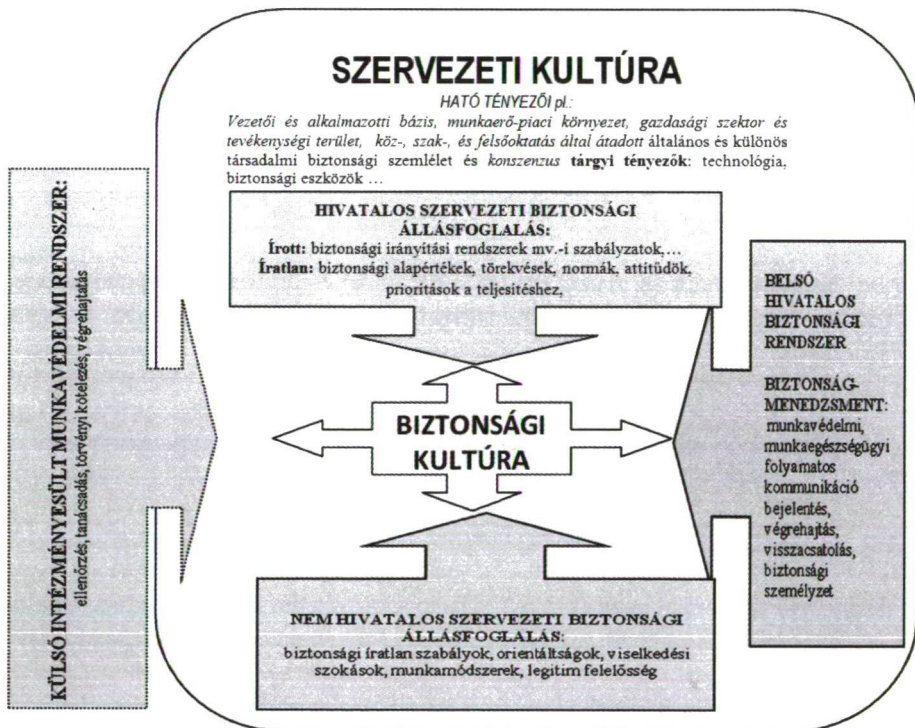 SZERVEZETI KULTÚRA
HATÓ TÉNYEZŐI pl.:
Vezetői és alkalmazotti bázis, munkaerő-piaci környezet, gazdasági szektor és
tevékenységi terület, köz-, szak-, és felsőoktatás által átadott általános és különös
társadalmi biztonsági szemlélet és konszenzus tárgyi tényezők: technológia,
biztonsági eszközök ...
KÜLSŐ INTÉZMÉNYESÜLT MUNKAVÉDELMI RENDSZER:
ellenőrzés, tanácsadás, törvényi kötelezés, végrehajtatás
HIVATALOS SZERVEZETI BIZTONSÁGI
ÁLLÁSFOGLALÁS:
Írott: biztonsági irányítási rendszerek mv.-i szabályzatok,...
Íratlan: biztonsági alapértékek, törekvések, normák, attitűdök,
prioritások a teljesítéshez,
BIZTONSÁGI
KULTÚRA
BELSŐ
HIVATALOS
BIZTONSÁGI
RENDSZER
BIZTONSÁG-
MENEDZSMENT:
munkavédelmi,
munkaegészségügyi
folyamatos
kommunikáció
bejelentés,
végrehajtás,
visszacsatolás,
biztonsági
személyzet
NEM HIVATALOS SZERVEZETI BIZTONSÁGI
ÁLLÁSFOGLALÁS:
biztonsági íratlan szabályok, orientáltságok, viselkedési
szokások, munkamódszerek, legitim felelősség